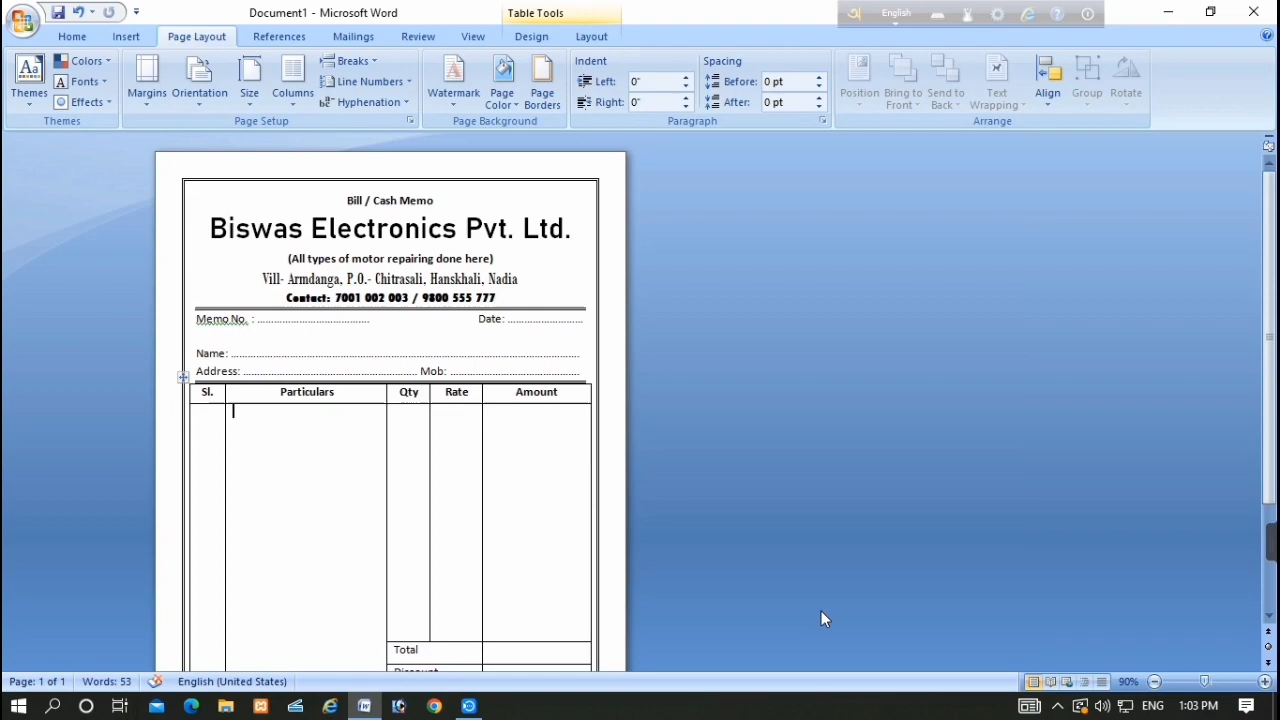 Document1 - Microsoft Word
Table Tools
English
Home
Insert
Page Layout
References
Mailings
Review
View
Design
Layout
Themes
Colors
Fonts
Effects
Themes
Margins
Orientation
Size
Columns
Breaks
Line Numbers
Hyphenation
Page Setup
Watermark
Page Color
Page Borders
Page Background
Indent
Left: 0"
Right: 0"
Spacing
Before: 0 pt
After: 0 pt
Paragraph
Position
Bring to Front
Send to Back
Text Wrapping
Align
Group
Rotate
Arrange
Bill / Cash Memo
Biswas Electronics Pvt. Ltd.
(All types of motor repairing done here)
Vill- Armdanga, P.O.- Chitrasali, Hanskhali, Nadia
Contact: 7001 002 003 / 9800 555 777
Memo No. : ....................................... Date: ..........................
Name: ..............................................................................................................................
Address: ............................................................. Mob: .............................................
Sl. Particulars Qty Rate Amount
Total
Discount
Page: 1 of 1 Words: 53 English (United States) 90%
ENG 1:03 PM